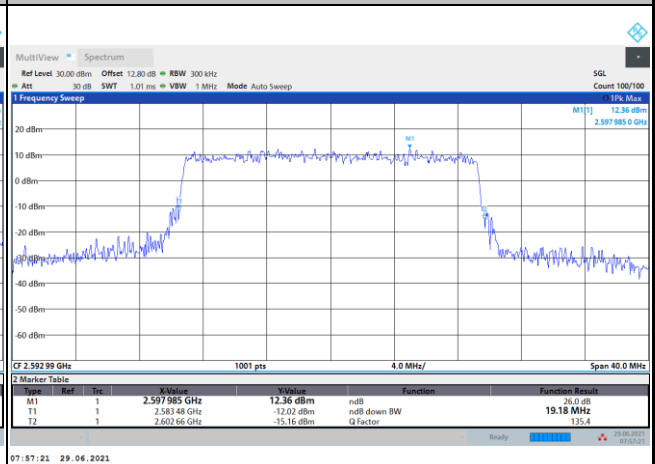 MultiView Spectrum
Ref Level 30.00 dBm Offset 12.80 dB RBW 300 kHz SGL
Att 30 dB SWT 1.01 ms VBW 1 MHz Mode Auto Sweep Count 100/100
1 Frequency Sweep 1Pk Max
M1[1] 12.36 dBm
2.597 985 0 GHz
M1
20 dBm
10 dBm
0 dBm
-10 dBm
-20 dBm
-30 dBm
-40 dBm
-50 dBm
-60 dBm
CF 2.592 99 GHz 1001 pts 4.0 MHz/ Span 40.0 MHz
2 Marker Table
Type Ref Trc X-Value Y-Value Function Function Result
M1 1 2.597 985 GHz 12.36 dBm ndB 26.0 dB
T1 1 2.583 48 GHz -12.02 dBm ndB down BW 19.18 MHz
T2 1 2.602 66 GHz -15.16 dBm Q Factor 135.4
Ready 29.06.2021
07:57:21
07:57:21 29.06.2021